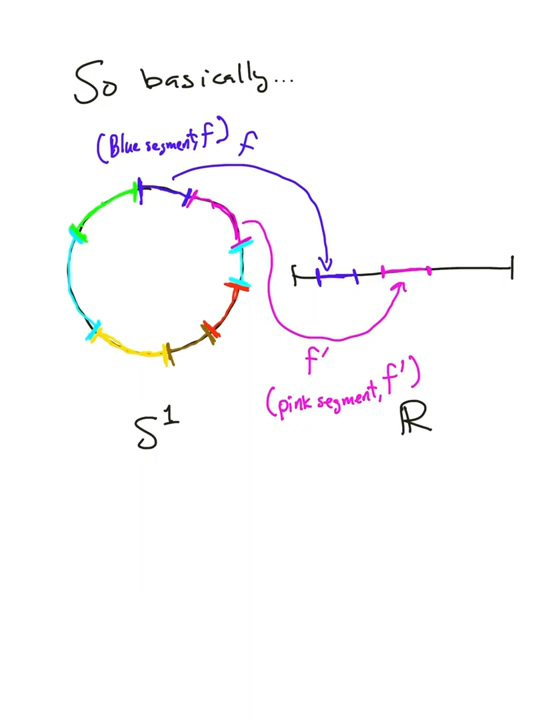 So basically...
(Blue segment, f) f
f'
(pink segment, f')
S¹
ℝ